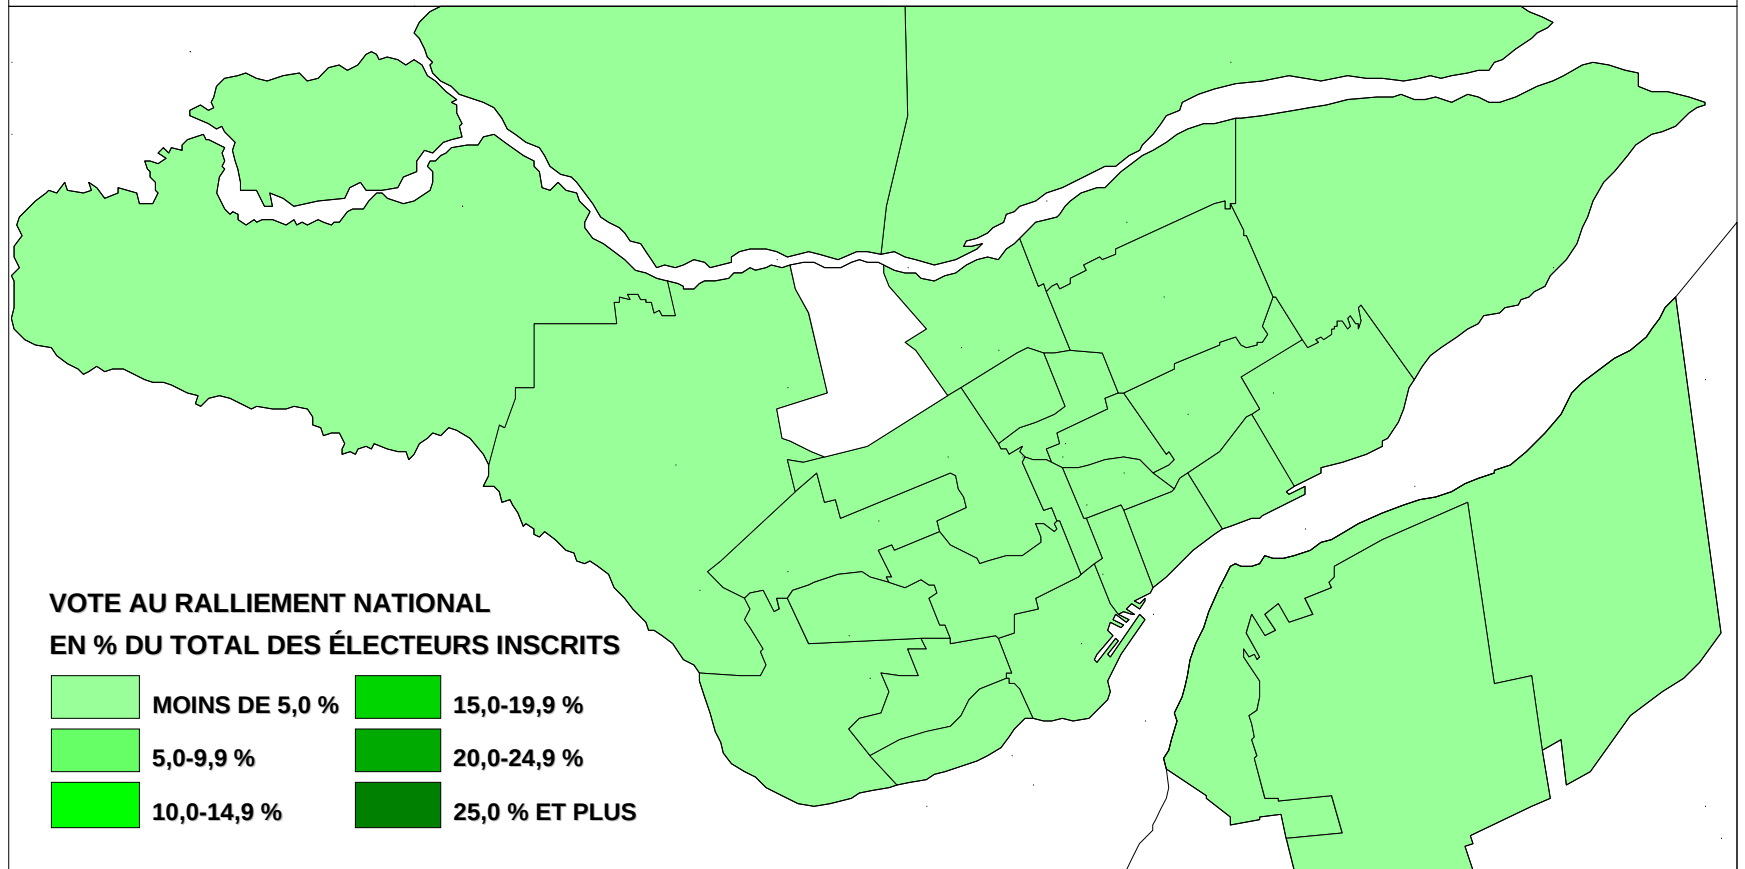 VOTE AU RALLIEMENT NATIONAL
EN % DU TOTAL DES ÉLECTEURS INSCRITS
MOINS DE 5,0 %
5,0-9,9 %
10,0-14,9 %
15,0-19,9 %
20,0-24,9 %
25,0 % ET PLUS